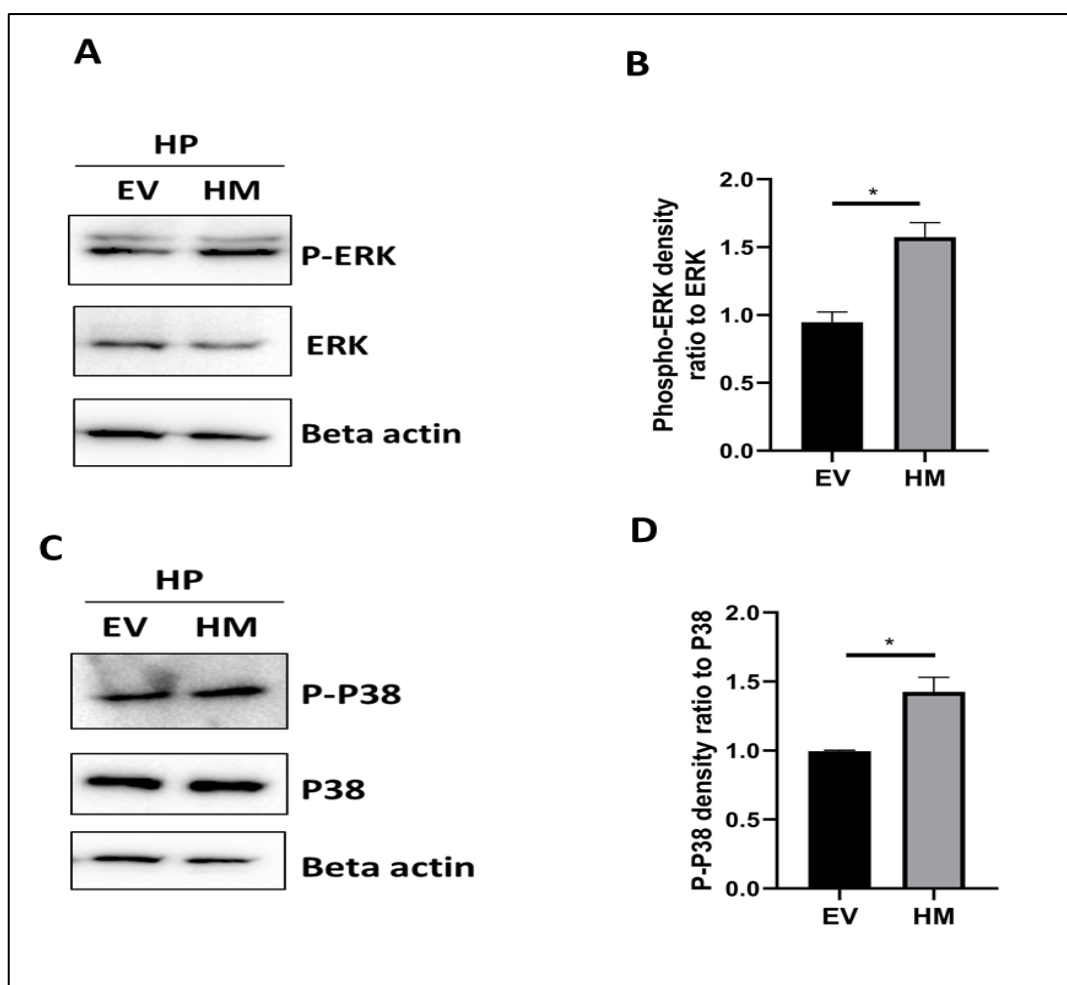 A
HP
EV HM
P-ERK
ERK
Beta actin
B
Phospho-ERK density
ratio to ERK
2.0
1.5
1.0
0.5
0.0
*
EV HM
C
HP
EV HM
P-P38
P38
Beta actin
D
P-P38 density ratio to P38
2.0
1.5
1.0
0.5
0.0
*
EV HM